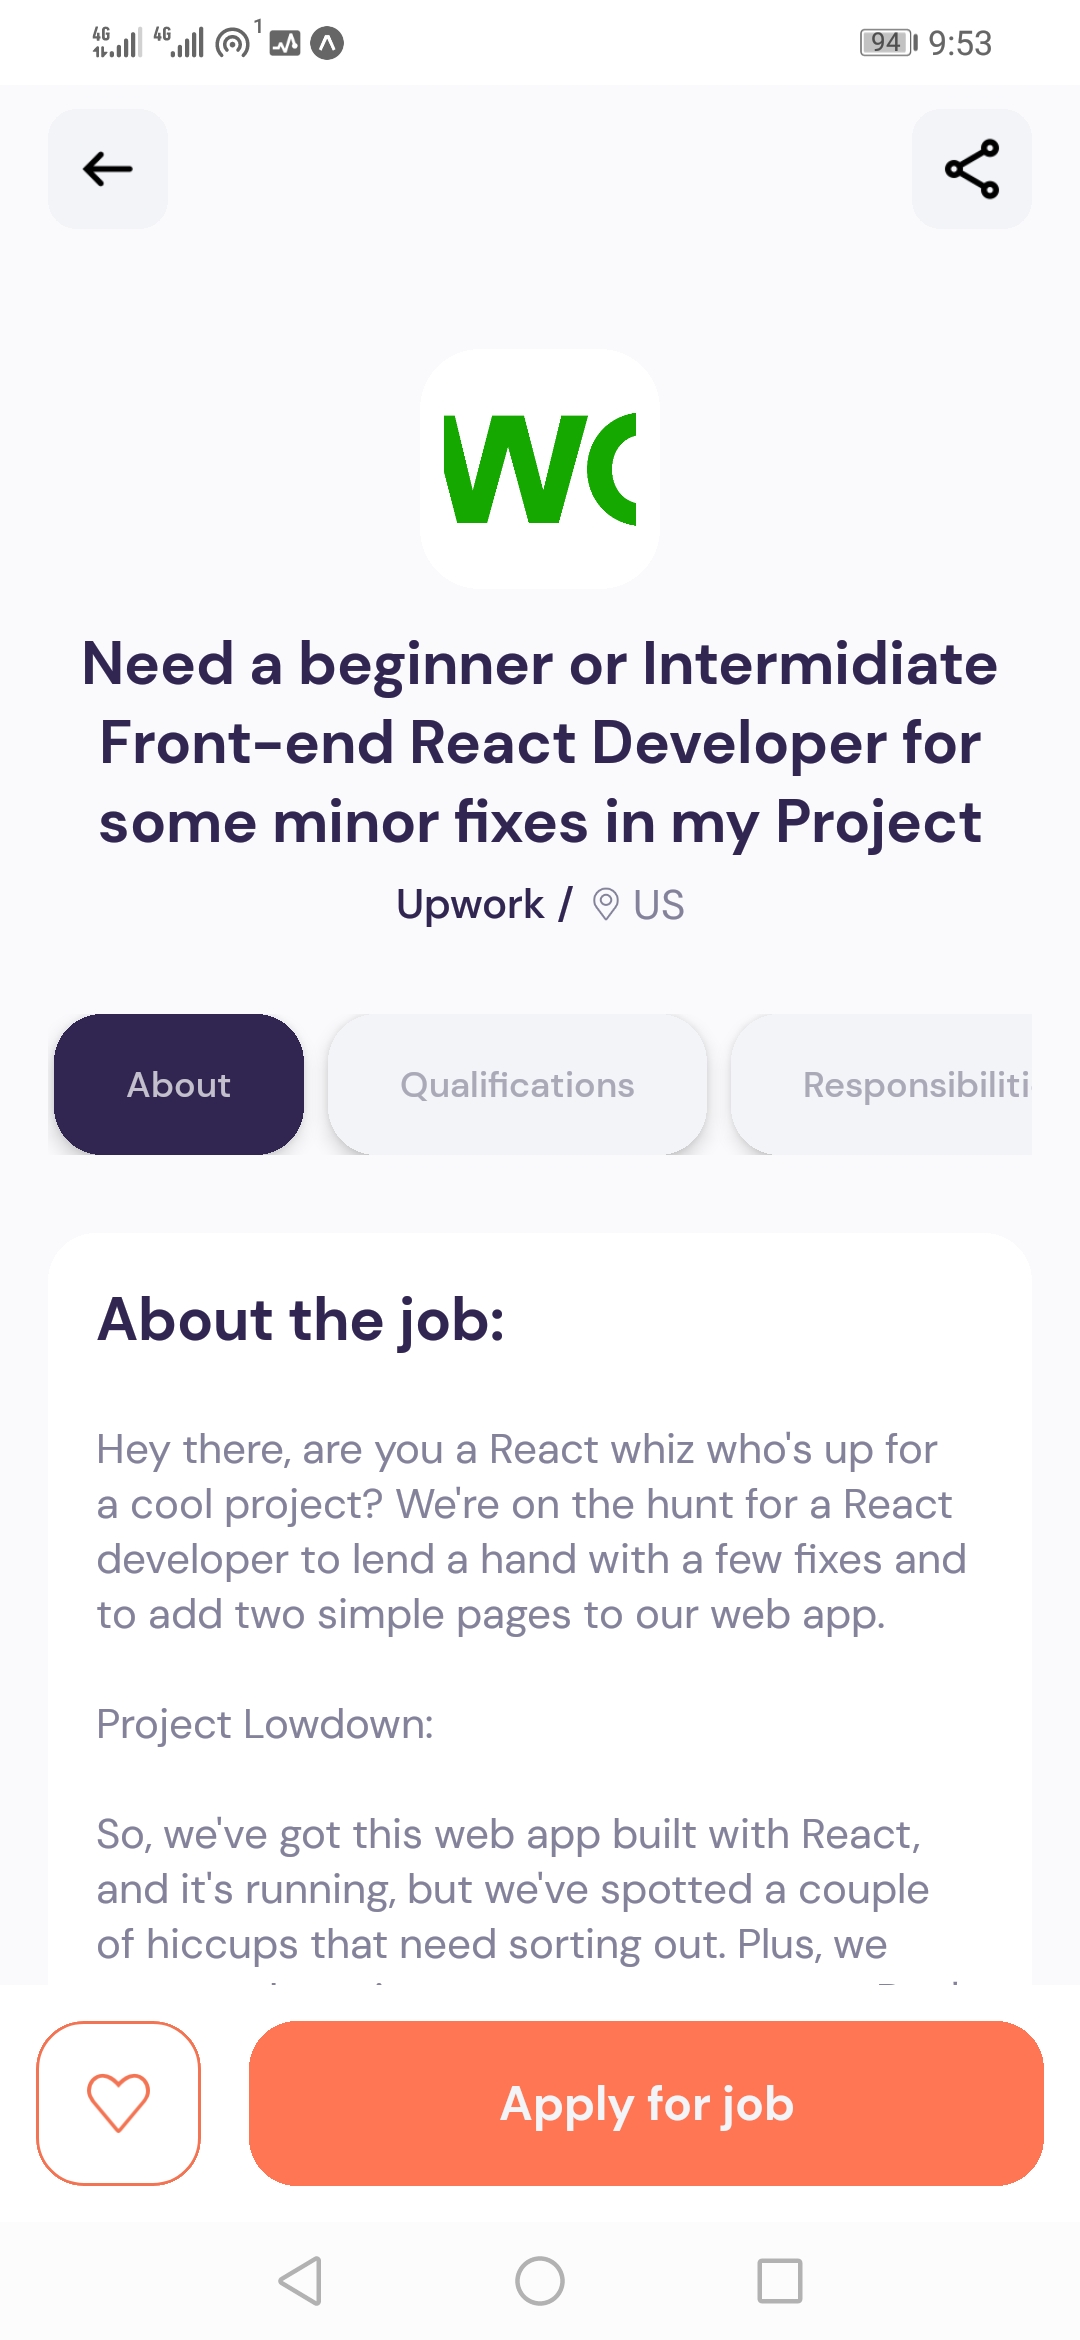 4G 4G 1 94 9:53
Need a beginner or Intermidiate
Front-end React Developer for
some minor fixes in my Project
Upwork / US
About Qualifications Responsibiliti
About the job:
Hey there, are you a React whiz who's up for
a cool project? We're on the hunt for a React
developer to lend a hand with a few fixes and
to add two simple pages to our web app.
Project Lowdown:
So, we've got this web app built with React,
and it's running, but we've spotted a couple
of hiccups that need sorting out. Plus, we
Apply for job